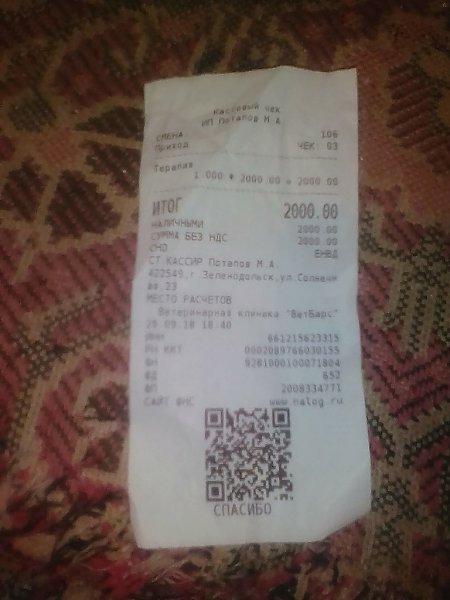 Кассовый чек
ИП Потапов М.А.
СМЕНА 106
Приход ЧЕК: 03
Терапия
1.000 * 2000.00 = 2000.00
ИТОГ 2000.00
НАЛИЧНЫМИ 2000.00
СУММА БЕЗ НДС 2000.00
СНО ЕНВД
СТ.КАССИР Потапов М.А.
422549,г.Зеленодольск,ул.Солнечн
ая 23
МЕСТО РАСЧЕТОВ
Ветеринарная клиника "ВетБарс"
09.18 18:40
ИНН 661215623315
РН ККТ 0002089766030155
ФН 9281000100071804
ФД 652
ФП 2008334771
САЙТ ФНС www.nalog.ru
СПАСИБО